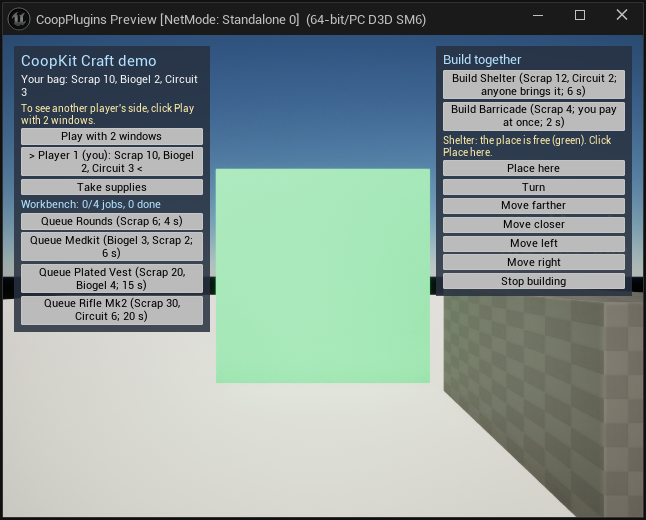 CoopPlugins Preview [NetMode: Standalone 0] (64-bit/PC D3D SM6)
CoopKit Craft demo
Your bag: Scrap 10, Biogel 2, Circuit
3
To see another player's side, click Play
with 2 windows.
Play with 2 windows
> Player 1 (you): Scrap 10, Biogel
2, Circuit 3 <
Take supplies
Workbench: 0/4 jobs, 0 done
Queue Rounds (Scrap 6; 4 s)
Queue Medkit (Biogel 3, Scrap 2;
6 s)
Queue Plated Vest (Scrap 20,
Biogel 4; 15 s)
Queue Rifle Mk2 (Scrap 30,
Circuit 6; 20 s)
Build together
Build Shelter (Scrap 12, Circuit 2;
anyone brings it; 6 s)
Build Barricade (Scrap 4; you pay
at once; 2 s)
Shelter: the place is free (green). Click
Place here.
Place here
Turn
Move farther
Move closer
Move left
Move right
Stop building